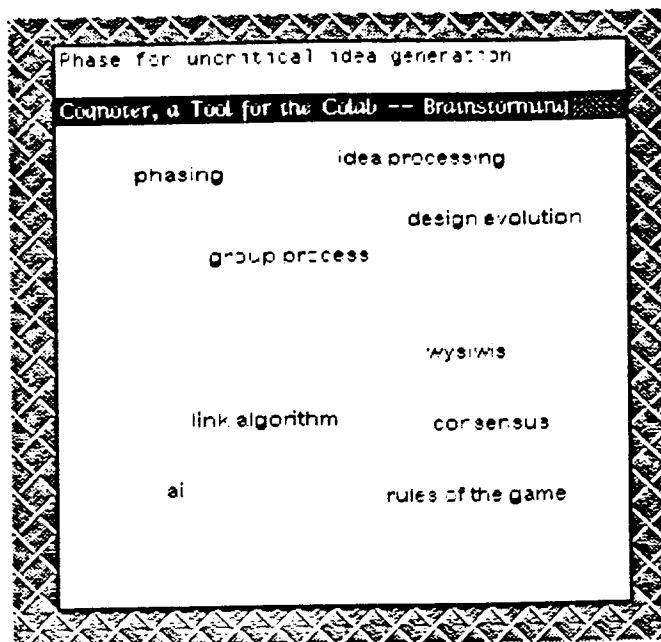 Phase for uncritical idea generation
Cognoter, a Tool for the Colab -- Brainstorming
idea processing
phasing
design evolution
group process
wysiwis
link algorithm
consensus
ai
rules of the game